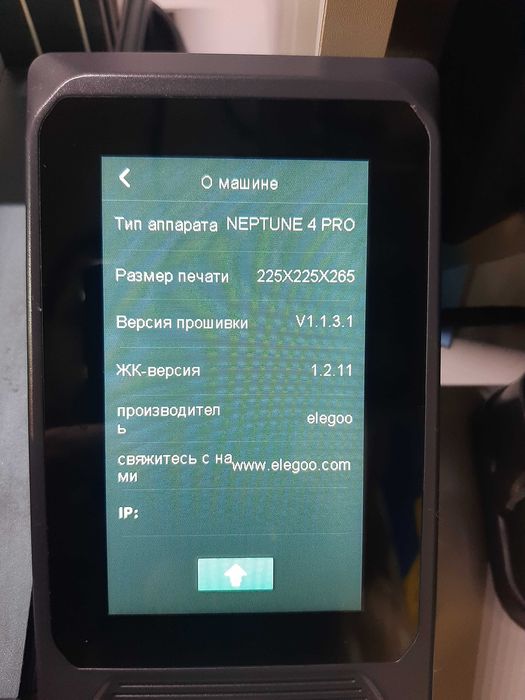 О машине
Тип аппарата NEPTUNE 4 PRO
Размер печати 225X225X265
Версия прошивки V1.1.3.1
ЖК-версия 1.2.11
производител
ь elegoo
свяжитесь с на www.elegoo.com
ми
IP: